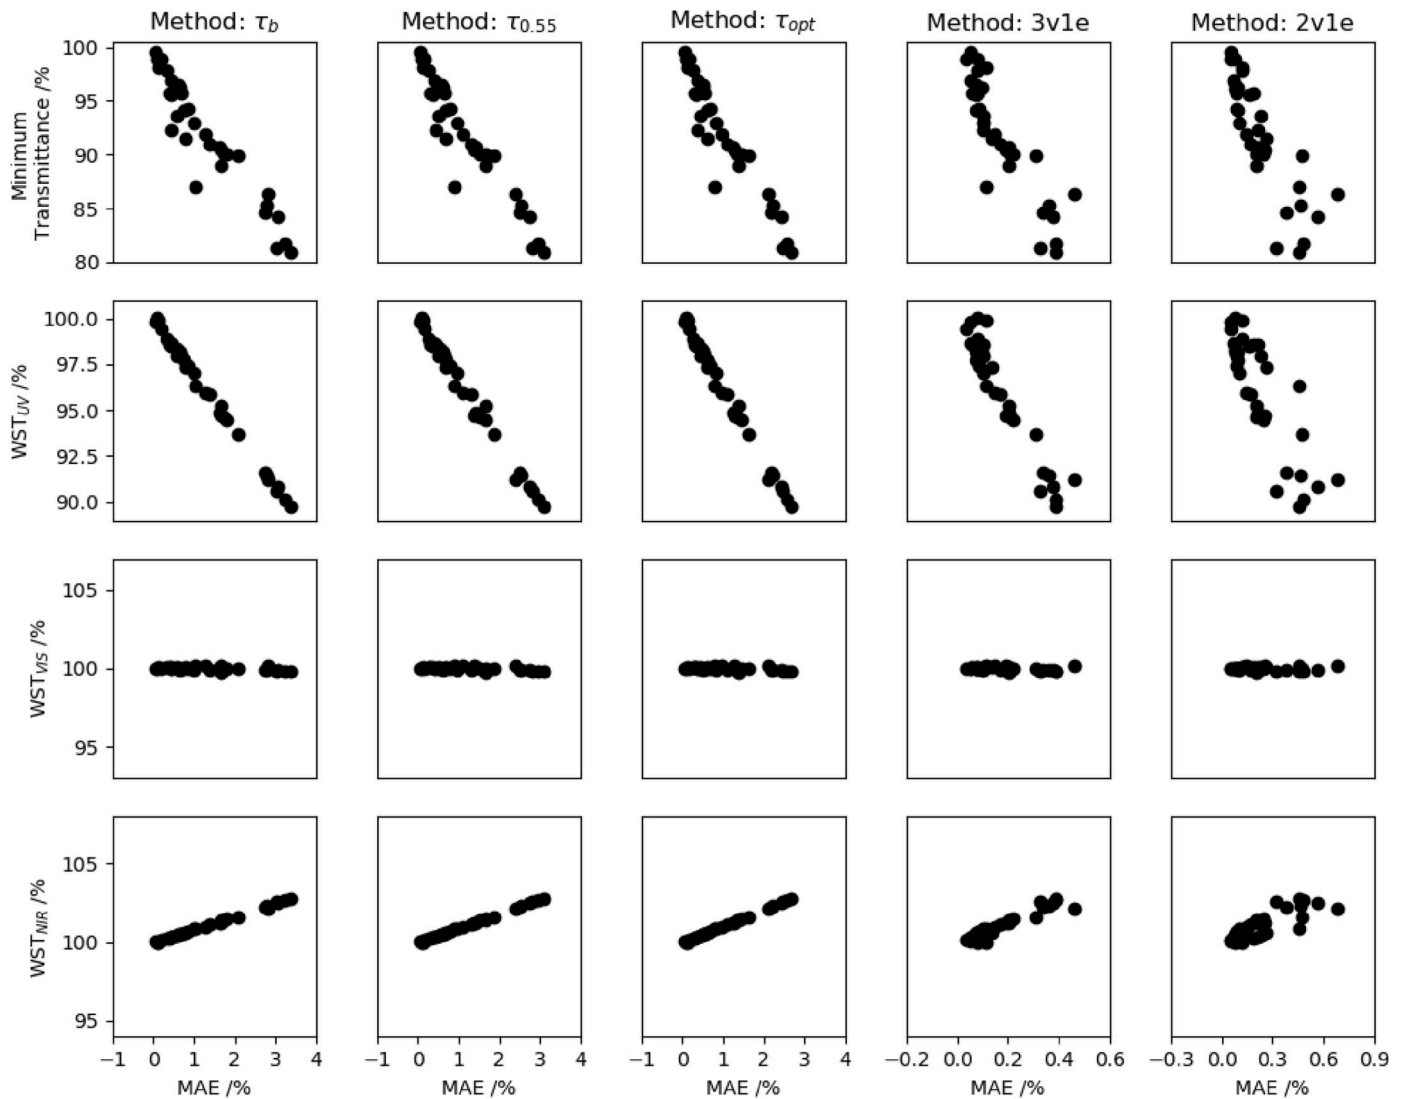 Method: τb Method: τ0.55 Method: τopt Method: 3v1e Method: 2v1e
Minimum
Transmittance /%
100
95
90
85
80
WSTUV /%
100.0
97.5
95.0
92.5
90.0
WSTVIS /%
105
100
95
WSTNIR /%
105
100
95
−1 0 1 2 3 4 −1 0 1 2 3 4 −1 0 1 2 3 4 −0.2 0.0 0.2 0.4 0.6 −0.3 0.0 0.3 0.6 0.9
MAE /% MAE /% MAE /% MAE /% MAE /%